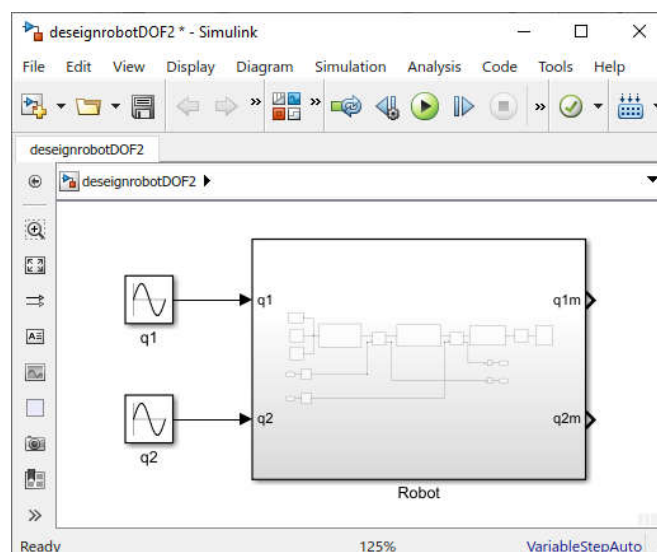 deseignrobotDOF2 * - Simulink
File Edit View Display Diagram Simulation Analysis Code Tools Help
deseignrobotDOF2
deseignrobotDOF2
q1 q1m
q1
q2 q2m
q2
Robot
Ready 125% VariableStepAuto